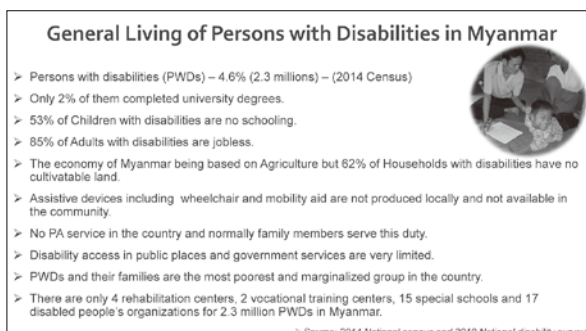 General Living of Persons with Disabilities in Myanmar
➢ Persons with disabilities (PWDs) – 4.6% (2.3 millions) – (2014 Census)
➢ Only 2% of them completed university degrees.
➢ 53% of Children with disabilities are no schooling.
➢ 85% of Adults with disabilities are jobless.
➢ The economy of Myanmar being based on Agriculture but 62% of Households with disabilities have no
cultivatable land.
➢ Assistive devices including wheelchair and mobility aid are not produced locally and not available in
the community.
➢ No PA service in the country and normally family members serve this duty.
➢ Disability access in public places and government services are very limited.
➢ PWDs and their families are the most poorest and marginalized group in the country.
➢ There are only 4 rehabilitation centers, 2 vocational training centers, 15 special schools and 17
disabled people's organizations for 2.3 million PWDs in Myanmar.
➢ Source: 2014 National census and 2010 National disability survey